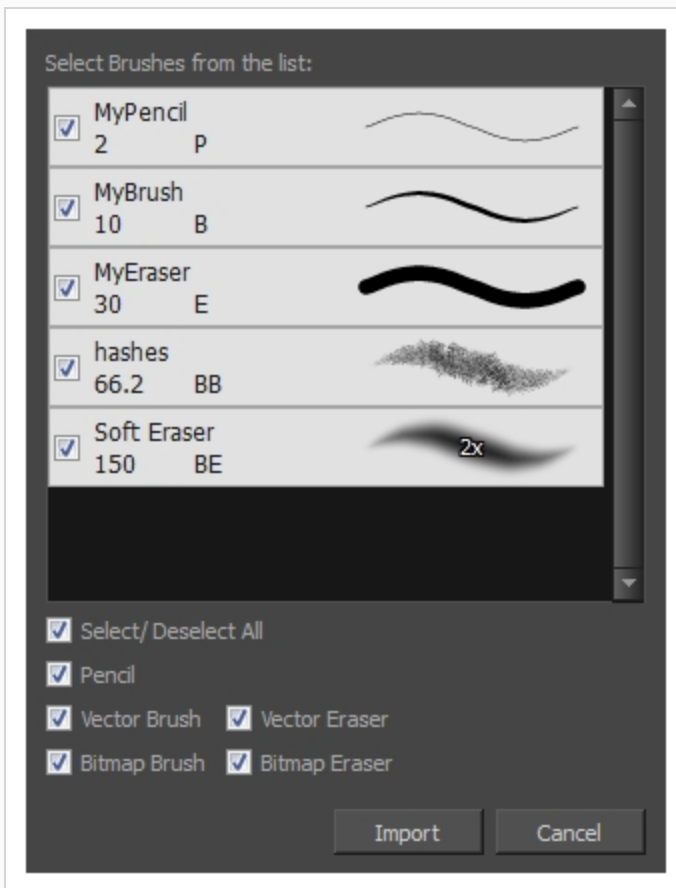 Select Brushes from the list:
MyPencil
2 P
MyBrush
10 B
MyEraser
30 E
hashes
66.2 BB
Soft Eraser
150 BE
2x
Select/ Deselect All
Pencil
Vector Brush Vector Eraser
Bitmap Brush Bitmap Eraser
Import Cancel